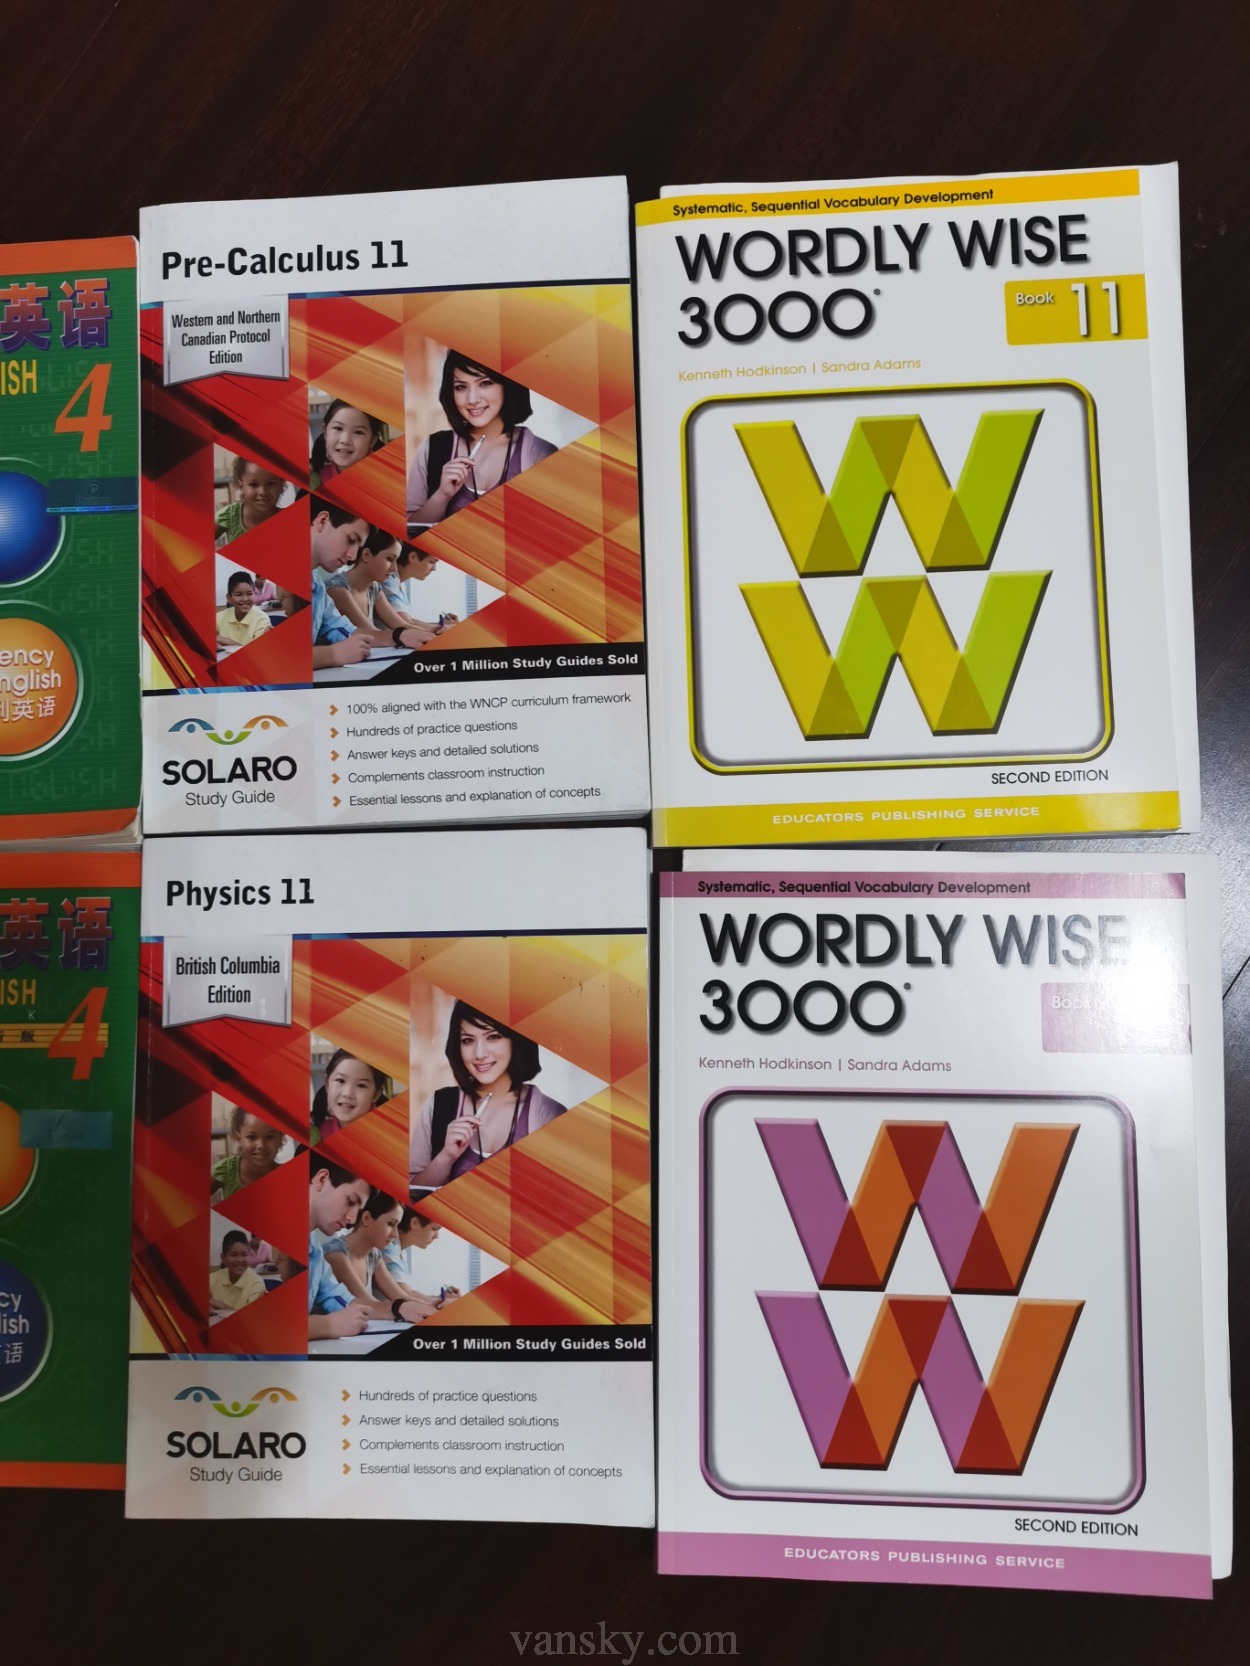 英语
ISH 4
ency
nglish
利英语
Pre-Calculus 11
Western and Northern
Canadian Protocol
Edition
Over 1 Million Study Guides Sold
100% aligned with the WNCP curriculum framework
Hundreds of practice questions
Answer keys and detailed solutions
Complements classroom instruction
Essential lessons and explanation of concepts
SOLARO
Study Guide
Systematic, Sequential Vocabulary Development
WORDLY WISE
3000®
Book 11
Kenneth Hodkinson | Sandra Adams
SECOND EDITION
EDUCATORS PUBLISHING SERVICE
英语
ISH 4
K
版
cy
lish
语
Physics 11
British Columbia
Edition
Over 1 Million Study Guides Sold
Hundreds of practice questions
Answer keys and detailed solutions
Complements classroom instruction
Essential lessons and explanation of concepts
SOLARO
Study Guide
Systematic, Sequential Vocabulary Development
WORDLY WISE
3000®
Book
Kenneth Hodkinson | Sandra Adams
SECOND EDITION
EDUCATORS PUBLISHING SERVICE
vansky.com